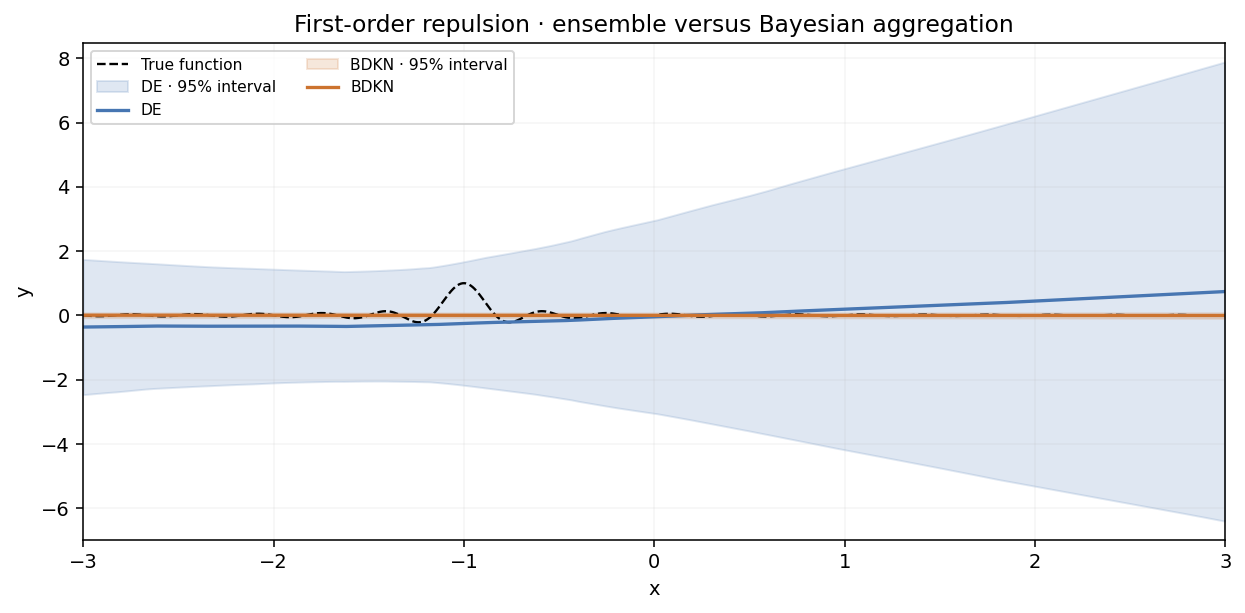 First-order repulsion · ensemble versus Bayesian aggregation
True function
DE · 95% interval
DE
BDKN · 95% interval
BDKN
8
6
4
2
0
−2
−4
−6
y
−3
−2
−1
0
1
2
3
x